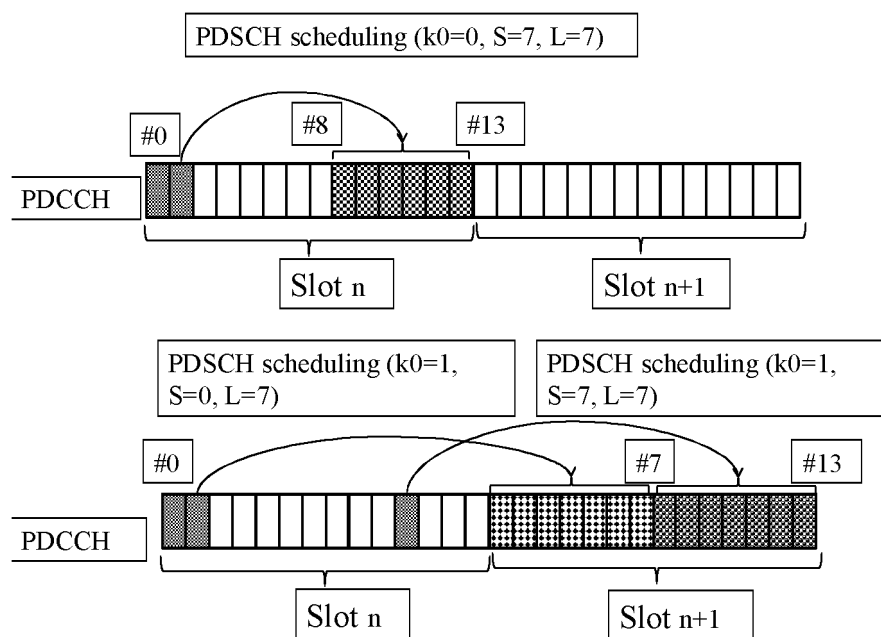 PDSCH scheduling (k0=0, S=7, L=7)
#0
#8
#13
PDCCH
Slot n
Slot n+1
PDSCH scheduling (k0=1,
S=0, L=7)
PDSCH scheduling (k0=1,
S=7, L=7)
#0
#7
#13
PDCCH
Slot n
Slot n+1